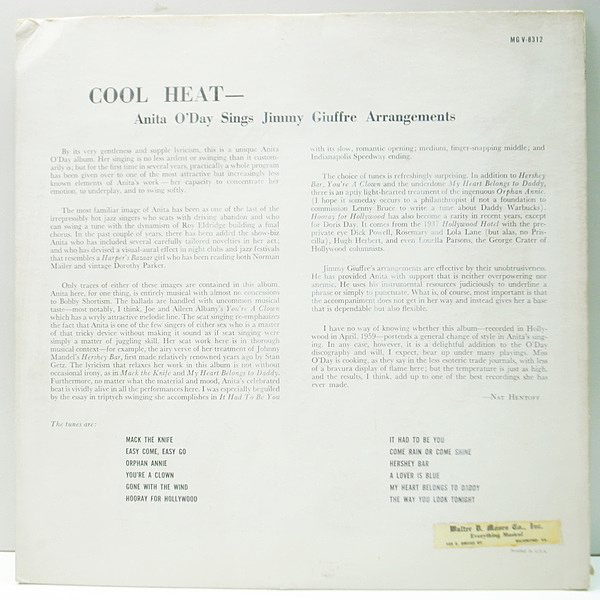 MG V-8312
COOL HEAT—
Anita O'Day Sings Jimmy Giuffre Arrangements
By its very gentleness and supple lyricism, this is a unique Anita
O'Day album. Her singing is no less ardent or swinging than is custom-
arily is; but for the first time in several years, practically a whole program
has been given over to one of the most attractive but increasingly less
known elements of Anita's work—her capacity to concentrate her
emotion, to underplay, and to swing softly.
The most familiar image of Anita has been as one of the last of the
irrepressibly hot jazz singers who seats with driving abandon and who
can swing a tune with the dynamism of Roy Eldridge building a final
chorus. In the past couple of years, there has been added the show-biz
Anita who has included several carefully tailored novelties in her act;
and who has devised a visual-aural effect in night clubs and jazz festivals
that resembles a Harper's Bazaar girl who has been reading both Norman
Mailer and vintage Dorothy Parker.
Only traces of either of these images are contained in this album.
Anita here, for one thing, is entirely musical with almost no concessions
to Bobby Shortism. The ballads are handled with uncommon musical
taste—most notably, I think, Joe and Aileen Albany's You're A Clown
which has a wryly attractive melodic line. The scat singing re-emphasizes
the fact that Anita is one of the few singers of either sex who is a master
of that tricky device without making it sound as if scat singing were
simply a matter of juggling skill. Her scat work here is in thorough
musical context—for example, the airy verve of her treatment of Johnny
Mandel's Hershey Bar, first made relatively renowned years ago by Stan
Getz. The lyricism that relaxes her work in this album is not without
occasional irony, as in Mack the Knife and My Heart Belongs to Daddy.
Furthermore, no matter what the material and mood, Anita's celebrated
beat is vividly alive in all the performances here. I was especially beguiled
by the essay in triptych swinging she accomplishes in It Had To Be You
with its slow, romantic opening; medium, finger-snapping middle; and
Indianapolis Speedway ending.
The choice of tunes is refreshingly surprising. In addition to Hershey
Bar, You're A Clown and the underdone My Heart Belongs to Daddy,
there is an aptly light-hearted treatment of the ingenuous Orphan Annie.
(I hope it someday occurs to a philanthropist if not a foundation to
commission Lenny Bruce to write a tune about Daddy Warbucks).
Hooray for Hollywood has also become a rarity in recent years, except
for Doris Day. It comes from the 1937 Hollywood Hotel with the pre-
private eye Dick Powell, Rosemary and Lola Lane (but alas, no Pris-
cilla), Hugh Herbert, and even Louella Parsons, the George Crater of
Hollywood columnists.
Jimmy Giuffre's arrangements are effective by their unobtrusiveness.
He has provided Anita with support that is neither overpowering nor
anemic. He uses his instrumental resources judiciously to underline a
phrase or simply to punctuate. What is, of course, most important is that
the accompaniment does not get in her way and instead gives her a base
that is dependable but also flexible.
I have no way of knowing whether this album—recorded in Holly-
wood in April, 1959—portends a general change of style in Anita's sing-
ing. In any case, however, it is a delightful addition to the O'Day
discography and will, I expect, bear up under many playings. Miss
O'Day is cooking, as they say in the less esoteric trade journals, with less
of a bravura display of flame here; but the temperature is just as high,
and the results, I think, add up to one of the best recordings she has
ever made.
—NAT HENTOFF
The tunes are:
MACK THE KNIFE
EASY COME, EASY GO
ORPHAN ANNIE
YOU'RE A CLOWN
GONE WITH THE WIND
HOORAY FOR HOLLYWOOD
IT HAD TO BE YOU
COME RAIN OR COME SHINE
HERSHEY BAR
A LOVER IS BLUE
MY HEART BELONGS TO DADDY
THE WAY YOU LOOK TONIGHT
Walter D. Moses Co., Inc.
Everything Musical
RICHMOND, VA.
Printed in U.S.A.